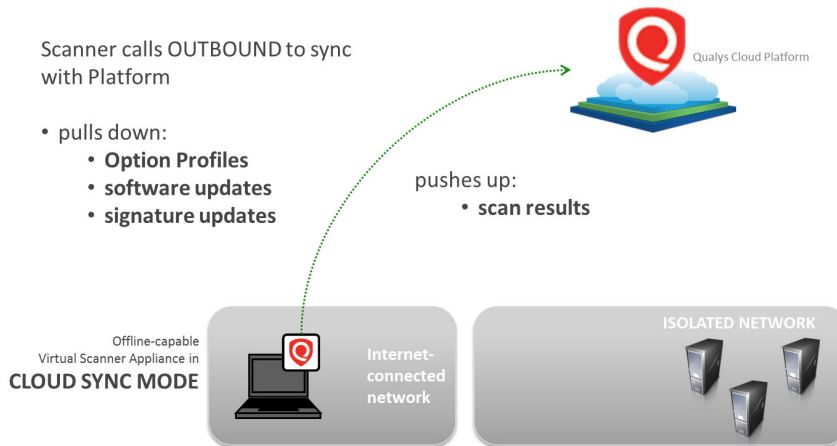 Scanner calls OUTBOUND to sync
with Platform
• pulls down:
• Option Profiles
• software updates
• signature updates
Qualys Cloud Platform
pushes up:
• scan results
Offline-capable
Virtual Scanner Appliance in
CLOUD SYNC MODE
Internet-
connected
network
ISOLATED NETWORK